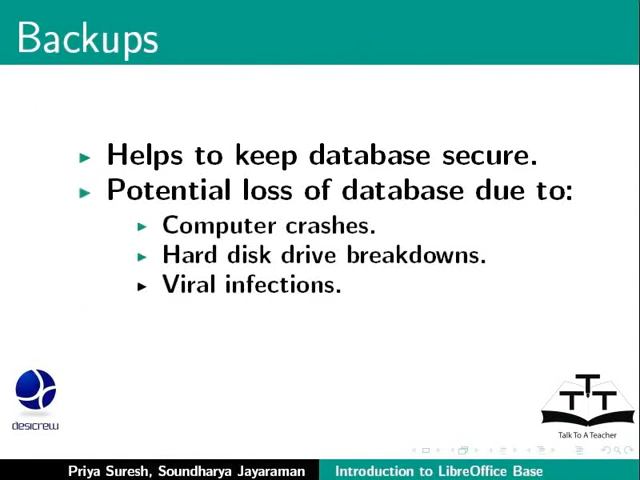 Backups
Helps to keep database secure.
Potential loss of database due to:
Computer crashes.
Hard disk drive breakdowns.
Viral infections.
desicrew
TTT
Talk To A Teacher
Priya Suresh, Soundharya Jayaraman
Introduction to LibreOffice Base